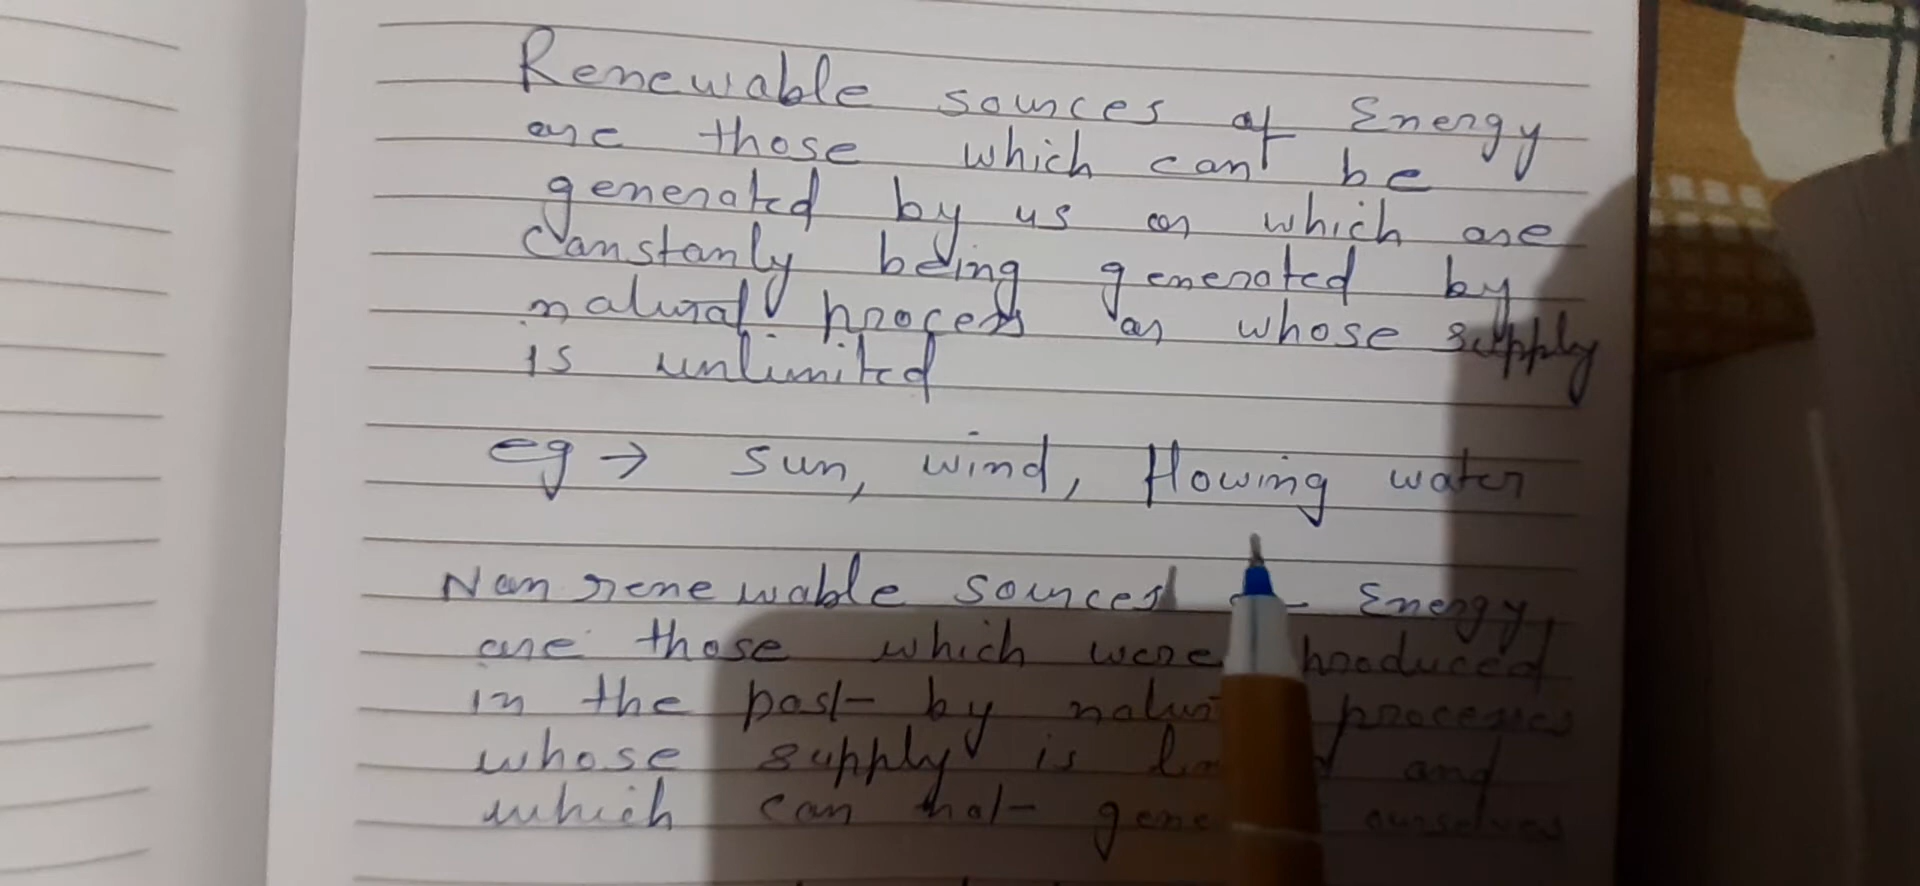 Renewable sources of Energy
are those which can be
generated by us or which are
constanly being generated by
natural process or whose supply
is unlimited
eg → sun, wind, flowing water
Non renewable sources Energy
are those which were produced
in the past by processes
whose supply is and
which can not ourselves